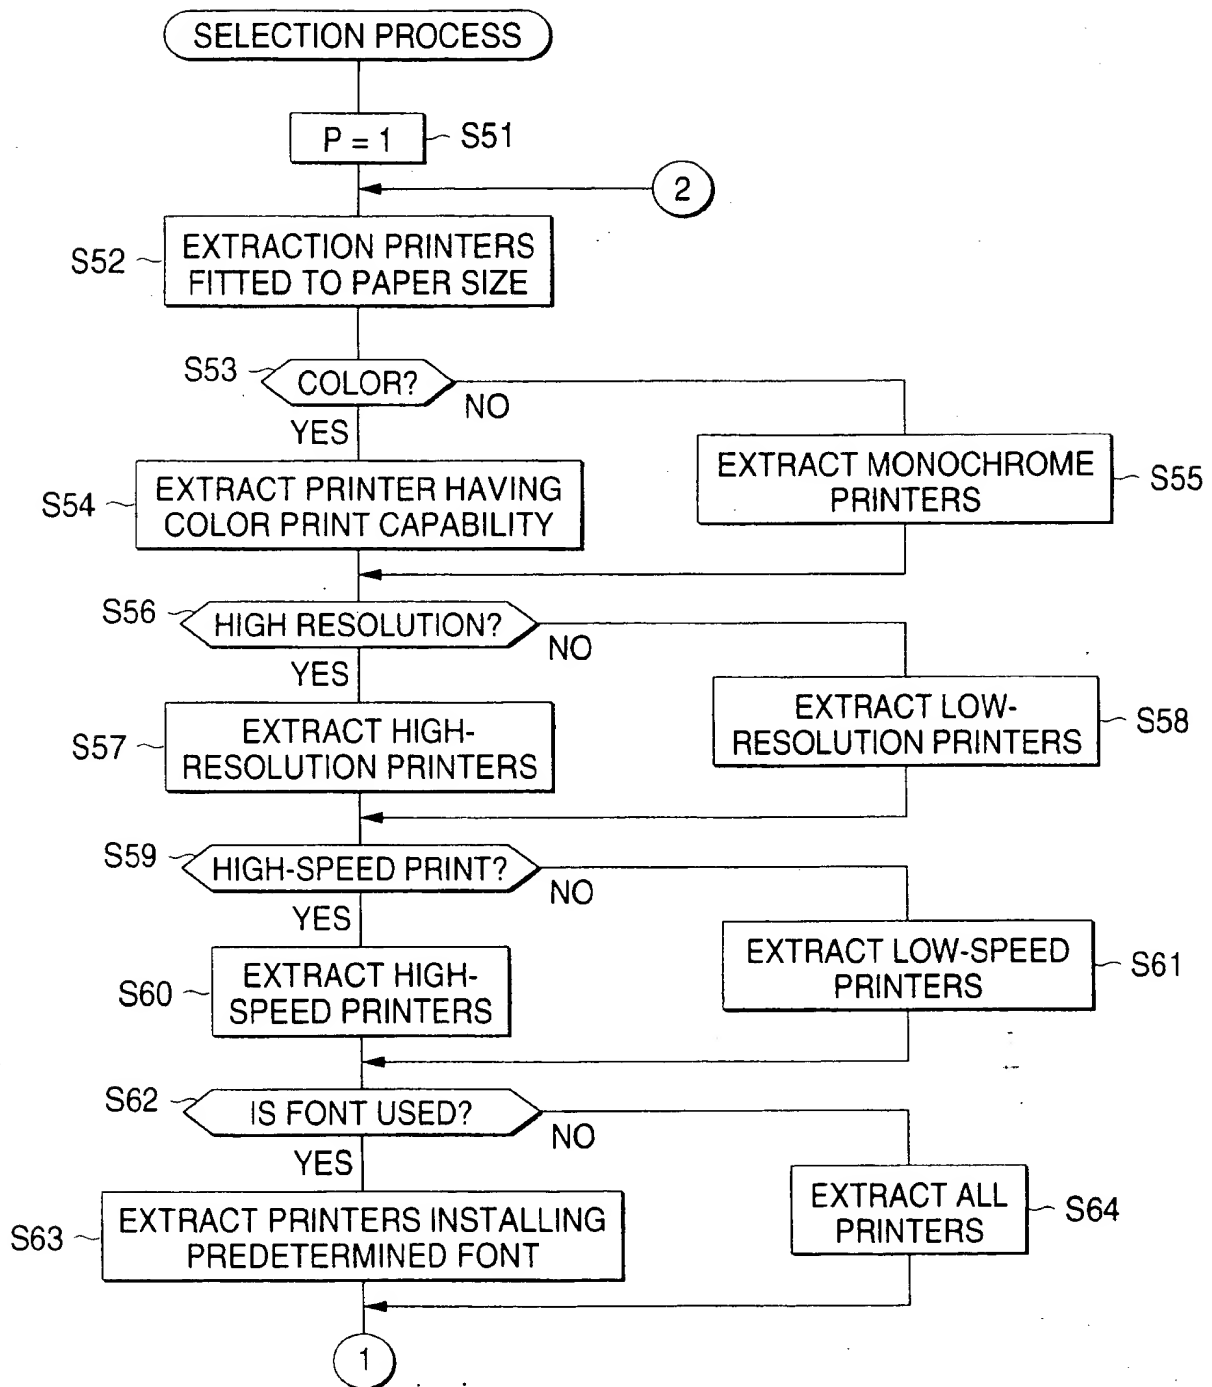 SELECTION PROCESS
P = 1
S51
2
S52
EXTRACTION PRINTERS
FITTED TO PAPER SIZE
S53
COLOR?
NO
YES
S54
EXTRACT PRINTER HAVING
COLOR PRINT CAPABILITY
EXTRACT MONOCHROME
PRINTERS
S55
S56
HIGH RESOLUTION?
NO
YES
S57
EXTRACT HIGH-
RESOLUTION PRINTERS
EXTRACT LOW-
RESOLUTION PRINTERS
S58
S59
HIGH-SPEED PRINT?
NO
YES
S60
EXTRACT HIGH-
SPEED PRINTERS
EXTRACT LOW-SPEED
PRINTERS
S61
S62
IS FONT USED?
NO
YES
S63
EXTRACT PRINTERS INSTALLING
PREDETERMINED FONT
EXTRACT ALL
PRINTERS
S64
1